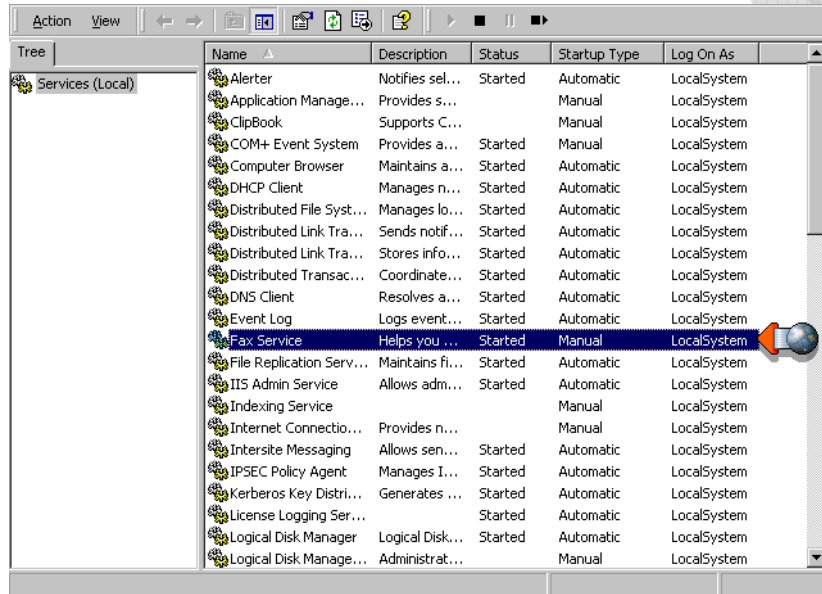 Action View
Tree
Name Description Status Startup Type Log On As
Services (Local)
Alerter Notifies sel... Started Automatic LocalSystem
Application Manage... Provides s... Manual LocalSystem
ClipBook Supports C... Manual LocalSystem
COM+ Event System Provides a... Started Manual LocalSystem
Computer Browser Maintains a... Started Automatic LocalSystem
DHCP Client Manages n... Started Automatic LocalSystem
Distributed File Syst... Manages lo... Started Automatic LocalSystem
Distributed Link Tra... Sends notif... Started Automatic LocalSystem
Distributed Link Tra... Stores info... Started Automatic LocalSystem
Distributed Transac... Coordinate... Started Automatic LocalSystem
DNS Client Resolves a... Started Automatic LocalSystem
Event Log Logs event... Started Automatic LocalSystem
Fax Service Helps you ... Started Manual LocalSystem
File Replication Serv... Maintains fi... Started Automatic LocalSystem
IIS Admin Service Allows adm... Started Automatic LocalSystem
Indexing Service Manual LocalSystem
Internet Connectio... Provides n... Manual LocalSystem
Intersite Messaging Allows sen... Started Automatic LocalSystem
IPSEC Policy Agent Manages I... Started Automatic LocalSystem
Kerberos Key Distri... Generates ... Started Automatic LocalSystem
License Logging Ser... Started Automatic LocalSystem
Logical Disk Manager Logical Disk... Started Automatic LocalSystem
Logical Disk Manage... Administrat... Manual LocalSystem